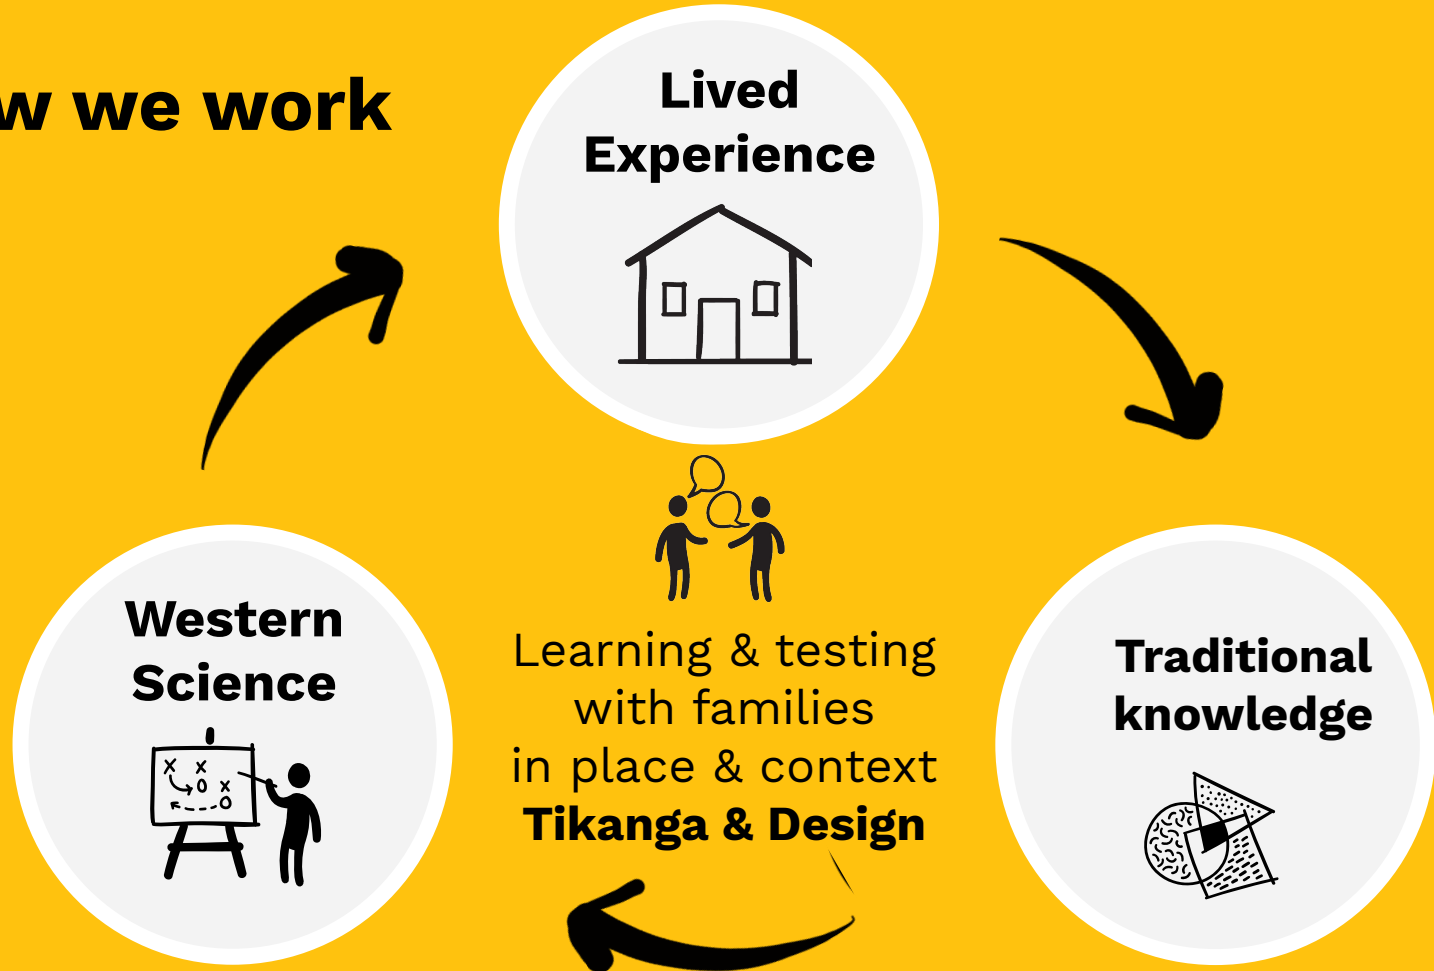 w we work
Lived
Experience
Western
Science
Learning & testing
with families
in place & context
Tikanga & Design
Traditional
knowledge